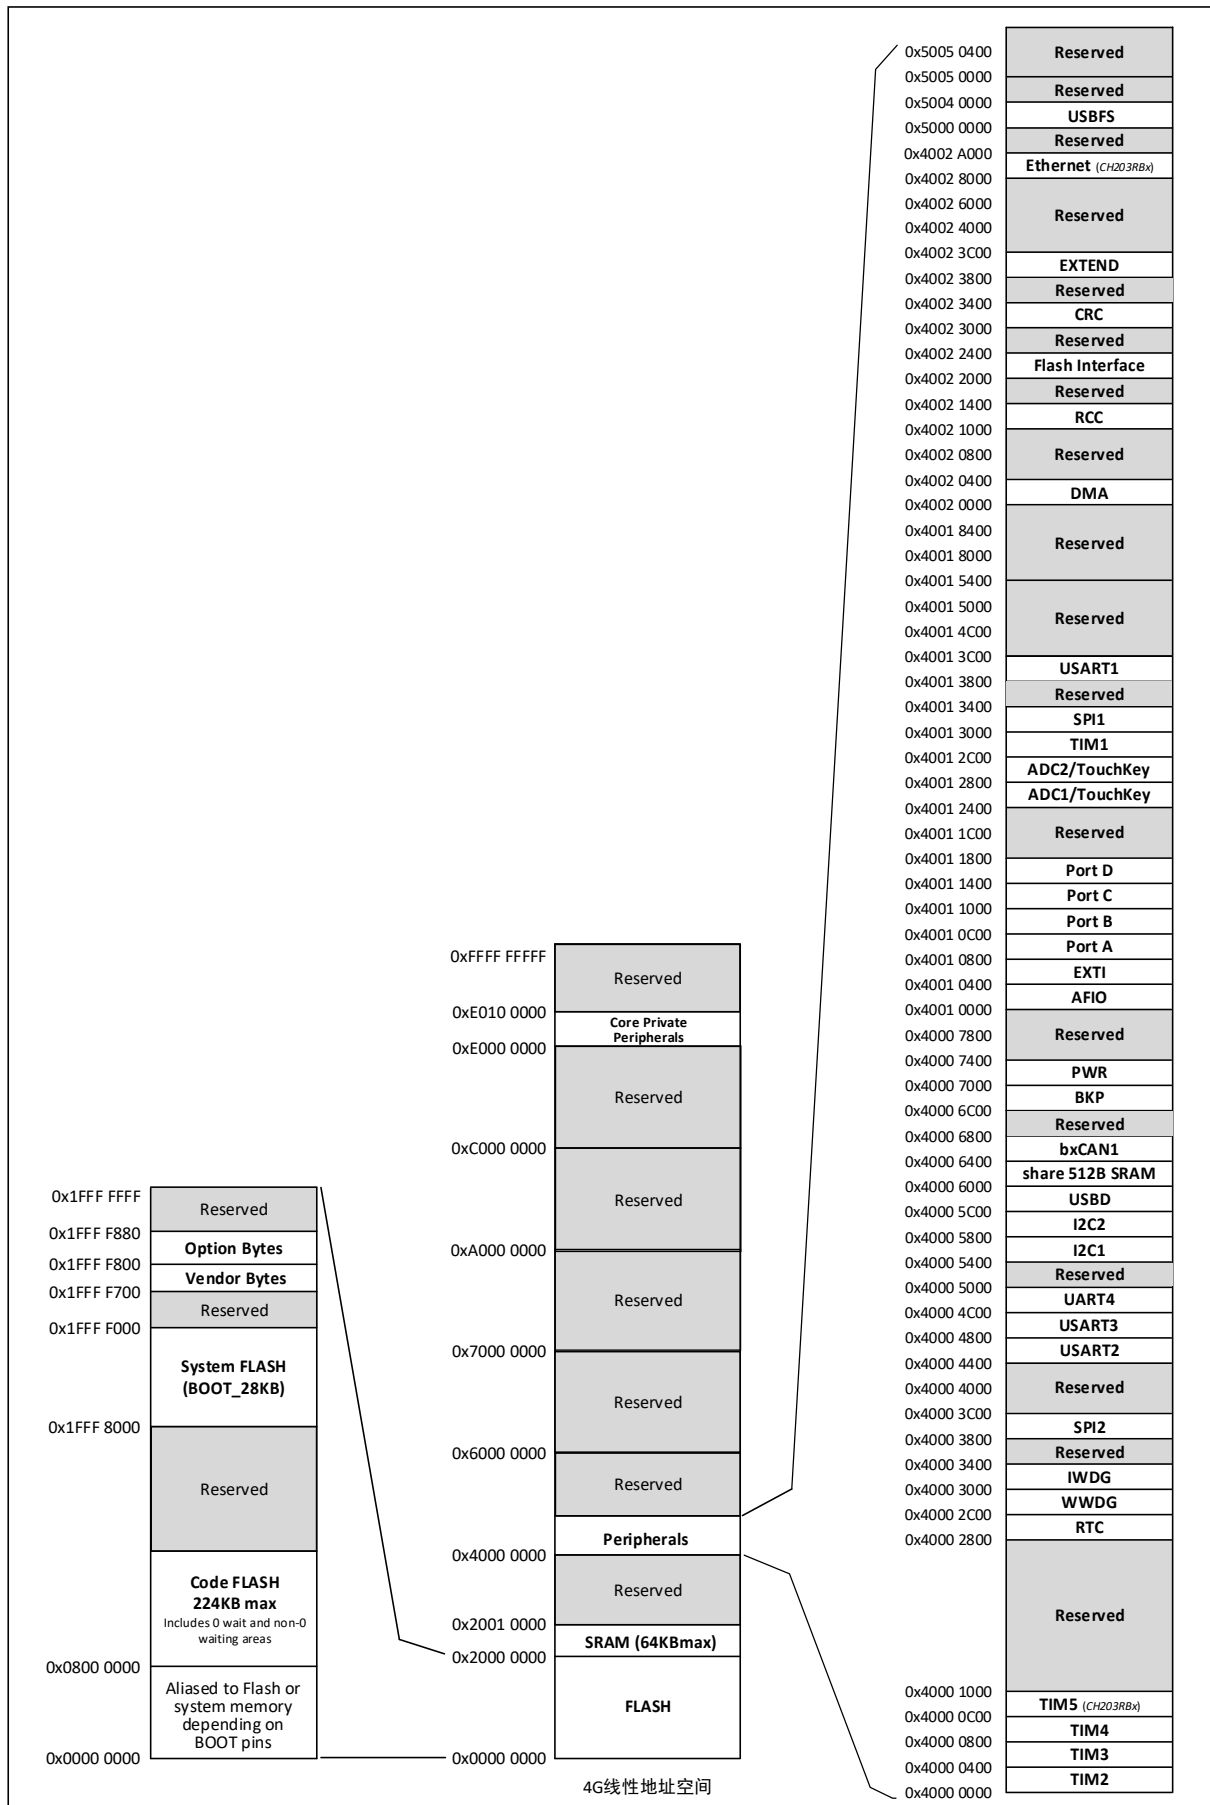 0x5005 0400
Reserved
0x5005 0000
Reserved
0x5004 0000
USBFS
0x5000 0000
Reserved
0x4002 A000
Ethernet (CH203RBx)
0x4002 8000
0x4002 6000
Reserved
0x4002 4000
0x4002 3C00
EXTEND
0x4002 3800
Reserved
0x4002 3400
CRC
0x4002 3000
Reserved
0x4002 2400
Flash Interface
0x4002 2000
Reserved
0x4002 1400
RCC
0x4002 1000
0x4002 0800
Reserved
0x4002 0400
DMA
0x4002 0000
0x4001 8400
Reserved
0x4001 8000
0x4001 5400
0x4001 5000
Reserved
0x4001 4C00
0x4001 3C00
USART1
0x4001 3800
Reserved
0x4001 3400
SPI1
0x4001 3000
TIM1
0x4001 2C00
ADC2/TouchKey
0x4001 2800
ADC1/TouchKey
0x4001 2400
0x4001 1C00
Reserved
0x4001 1800
Port D
0x4001 1400
Port C
0x4001 1000
Port B
0x4001 0C00
Port A
0x4001 0800
EXTI
0x4001 0400
AFIO
0x4001 0000
0x4000 7800
Reserved
0x4000 7400
PWR
0x4000 7000
BKP
0x4000 6C00
Reserved
0x4000 6800
bxCAN1
0x4000 6400
share 512B SRAM
0x4000 6000
USBD
0x4000 5C00
I2C2
0x4000 5800
I2C1
0x4000 5400
Reserved
0x4000 5000
UART4
0x4000 4C00
USART3
0x4000 4800
USART2
0x4000 4400
0x4000 4000
Reserved
0x4000 3C00
SPI2
0x4000 3800
Reserved
0x4000 3400
IWDG
0x4000 3000
WWDG
0x4000 2C00
RTC
0x4000 2800
Reserved
0x4000 1000
TIM5 (CH203RBx)
0x4000 0C00
TIM4
0x4000 0800
TIM3
0x4000 0400
TIM2
0x4000 0000
0xFFFF FFFFF
Reserved
0xE010 0000
Core Private
Peripherals
0xE000 0000
Reserved
0xC000 0000
Reserved
0xA000 0000
Reserved
0x7000 0000
Reserved
0x6000 0000
Reserved
Peripherals
0x4000 0000
Reserved
0x2001 0000
SRAM (64KBmax)
0x2000 0000
FLASH
0x0000 0000
4G线性地址空间
0x1FFF FFFF
Reserved
0x1FFF F880
Option Bytes
0x1FFF F800
Vendor Bytes
0x1FFF F700
Reserved
0x1FFF F000
System FLASH
(BOOT_28KB)
0x1FFF 8000
Reserved
Code FLASH
224KB max
Includes 0 wait and non-0
waiting areas
0x0800 0000
Aliased to Flash or
system memory
depending on
BOOT pins
0x0000 0000